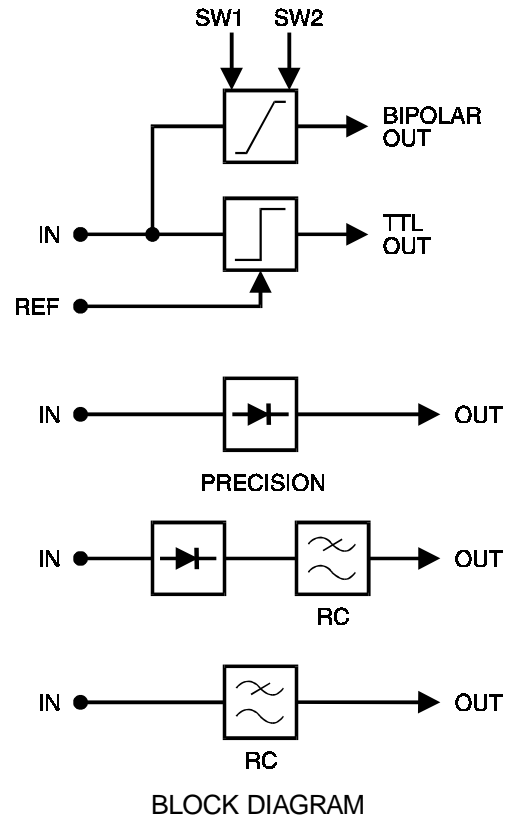 SW1 SW2
BIPOLAR
OUT
IN
TTL
OUT
REF
IN OUT
PRECISION
IN OUT
RC
IN OUT
RC
BLOCK DIAGRAM